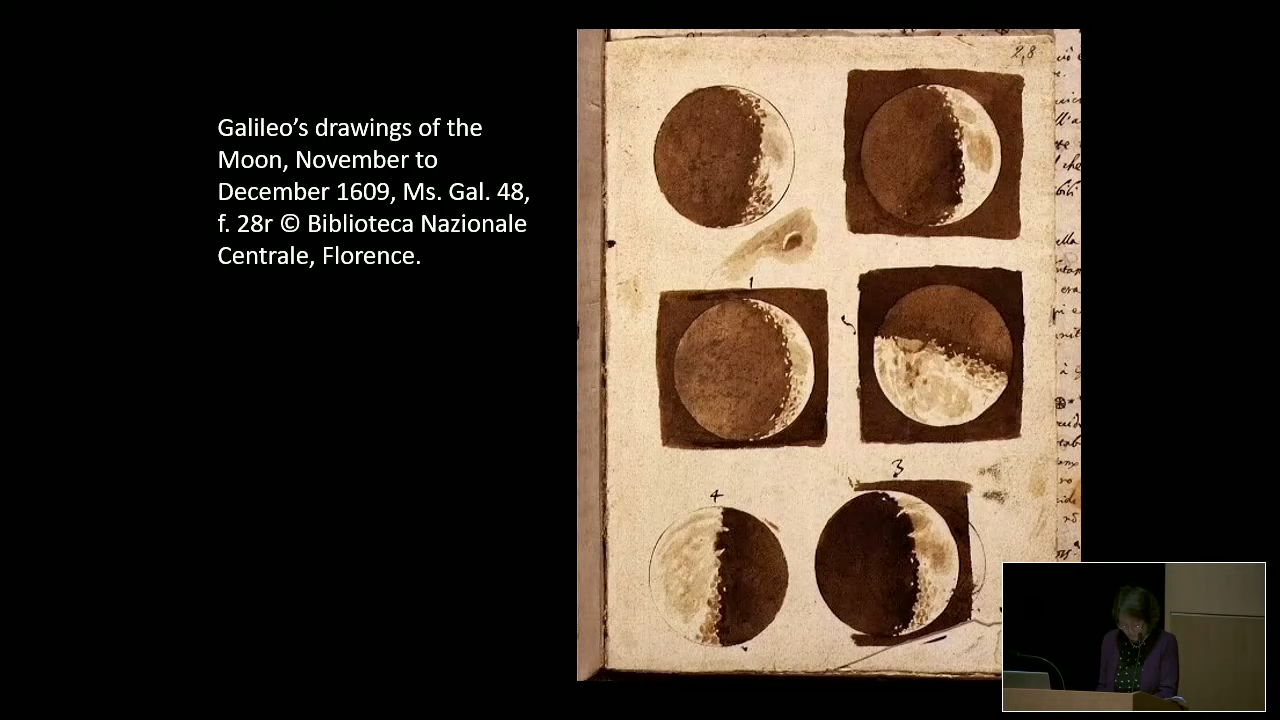 Galileo’s drawings of the
Moon, November to
December 1609, Ms. Gal. 48,
f. 28r © Biblioteca Nazionale
Centrale, Florence.
28
1
5
4
3